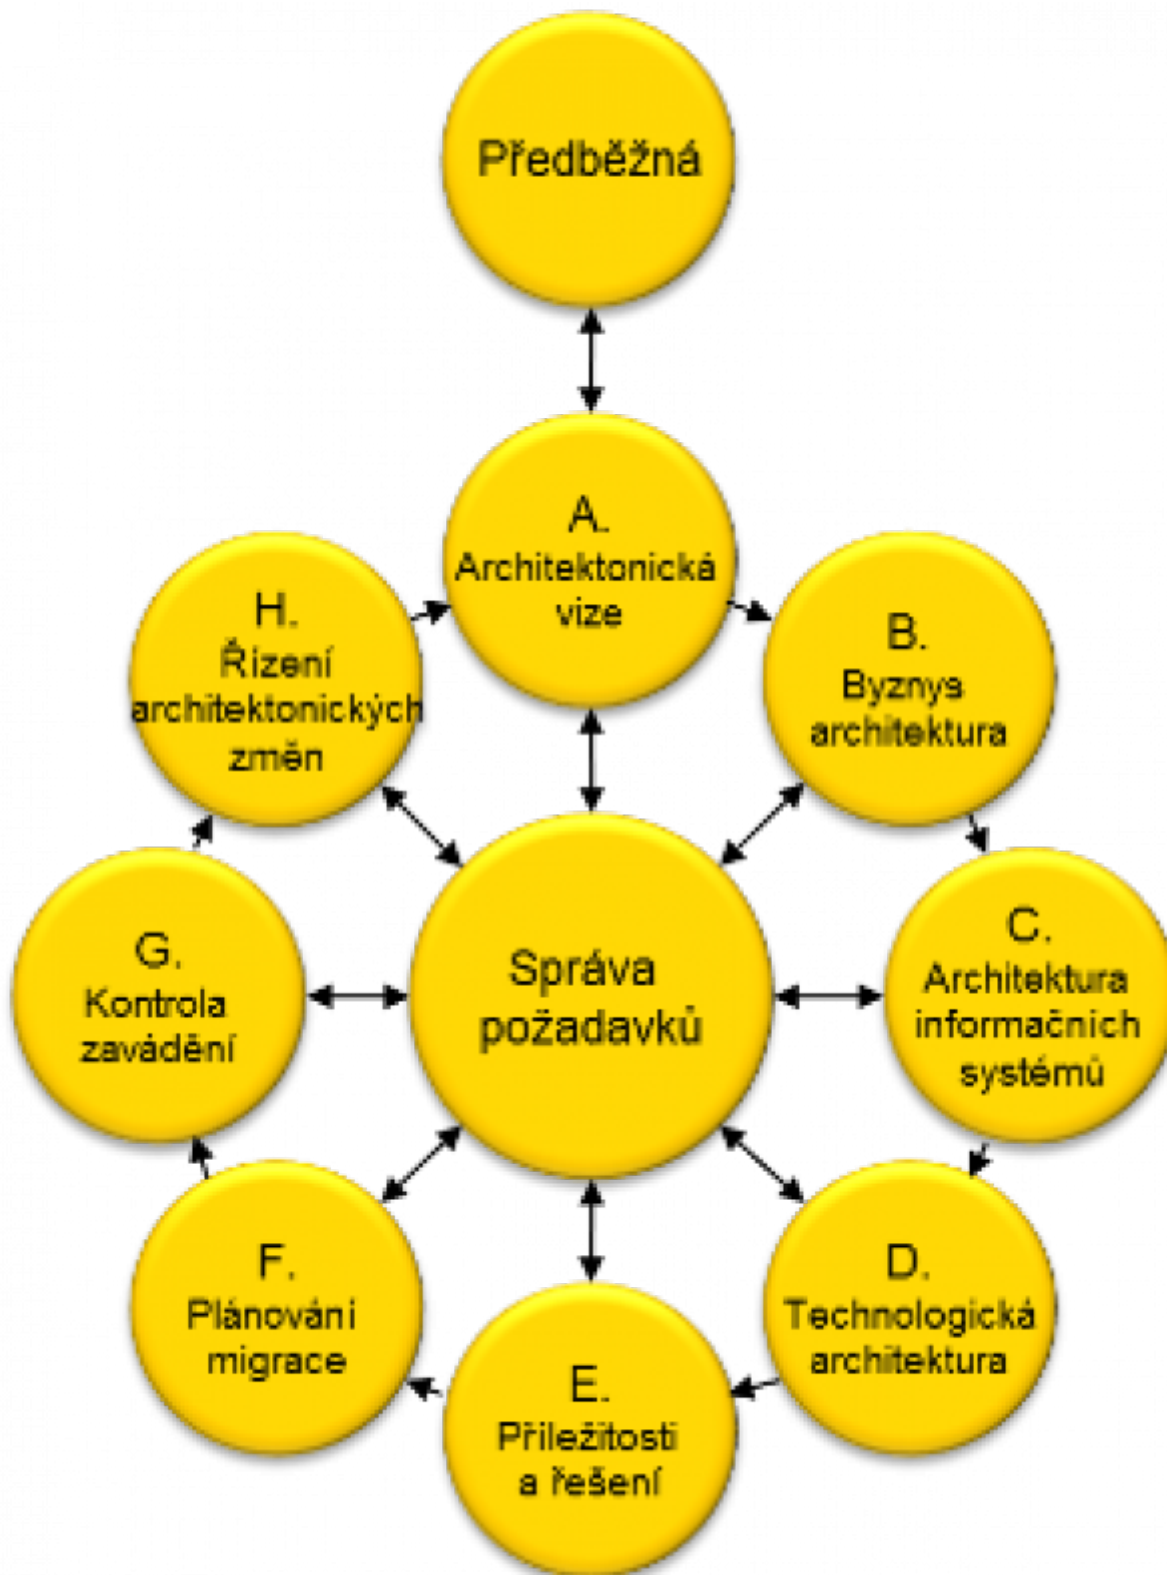 Předběžná
A.
Architektonická
vize
B.
Byznys
architektura
C.
Architektura
informačních
systémů
D.
Technologická
architektura
E.
Příležitosti
a řešení
F.
Plánování
migrace
G.
Kontrola
zavádění
H.
Řízení
architektonických
změn
Správa
požadavků